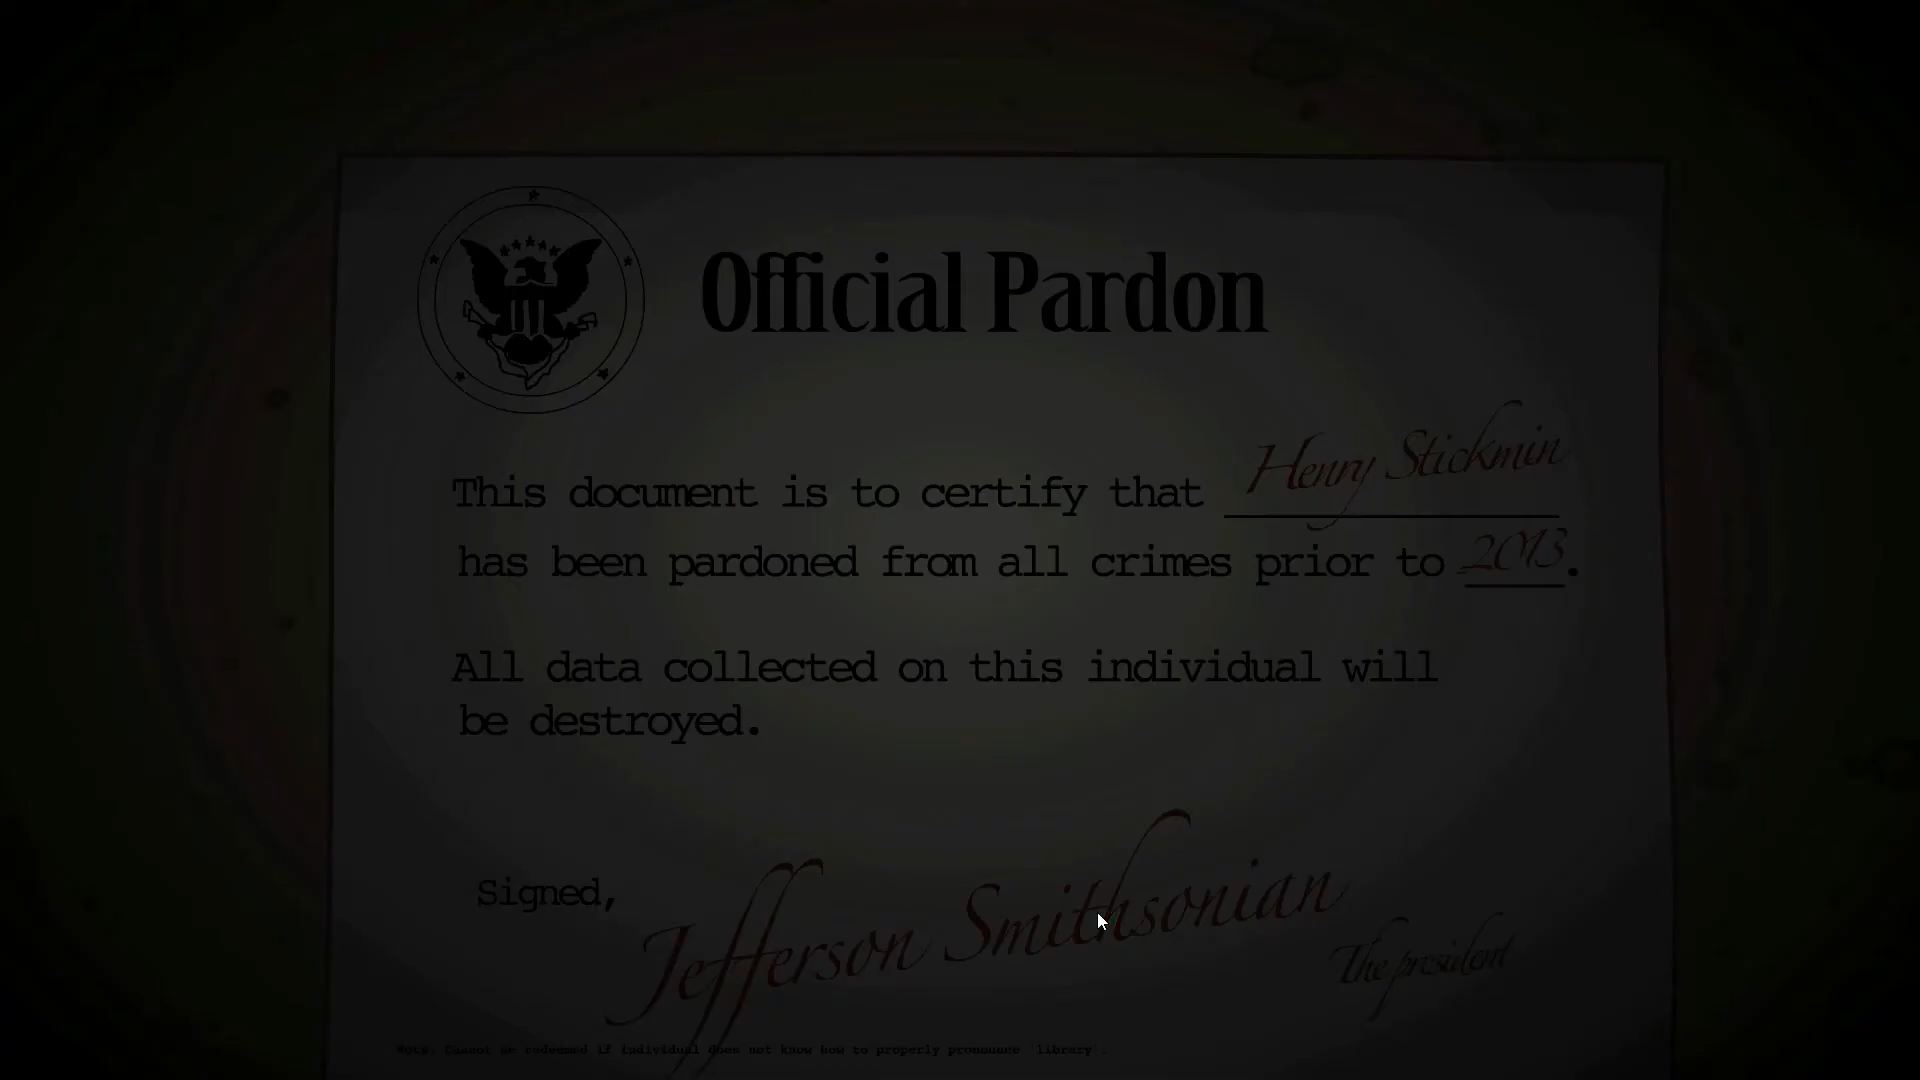 Official Pardon
This document is to certify that Henry Stickmin
has been pardoned from all crimes prior to 2013.
All data collected on this individual will
be destroyed.
Signed, Jefferson Smithsonian
The president
Note: Cannot be redeemed if individual does not know how to properly pronounce 'library'.